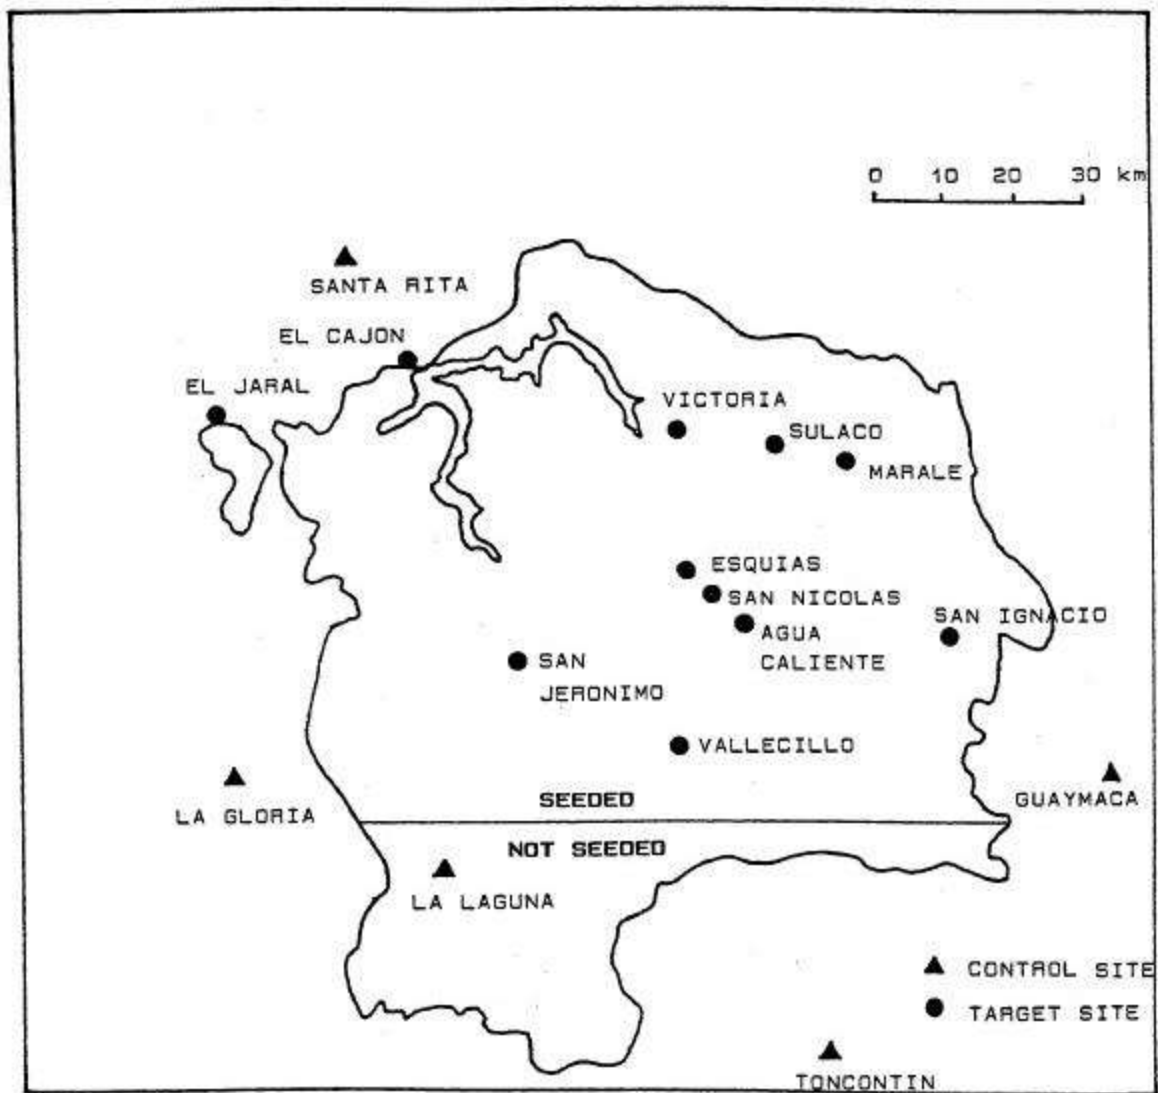 0 10 20 30 km
SANTA RITA
EL CAJON
EL JARAL
VICTORIA
SULACO
MARALE
ESQUIAS
SAN NICOLAS
SAN IGNACIO
AGUA
CALIENTE
SAN
JERONIMO
VALLECILLO
SEEDED
GUAYMACA
LA GLORIA
NOT SEEDED
LA LAGUNA
CONTROL SITE
TARGET SITE
TONCONTIN